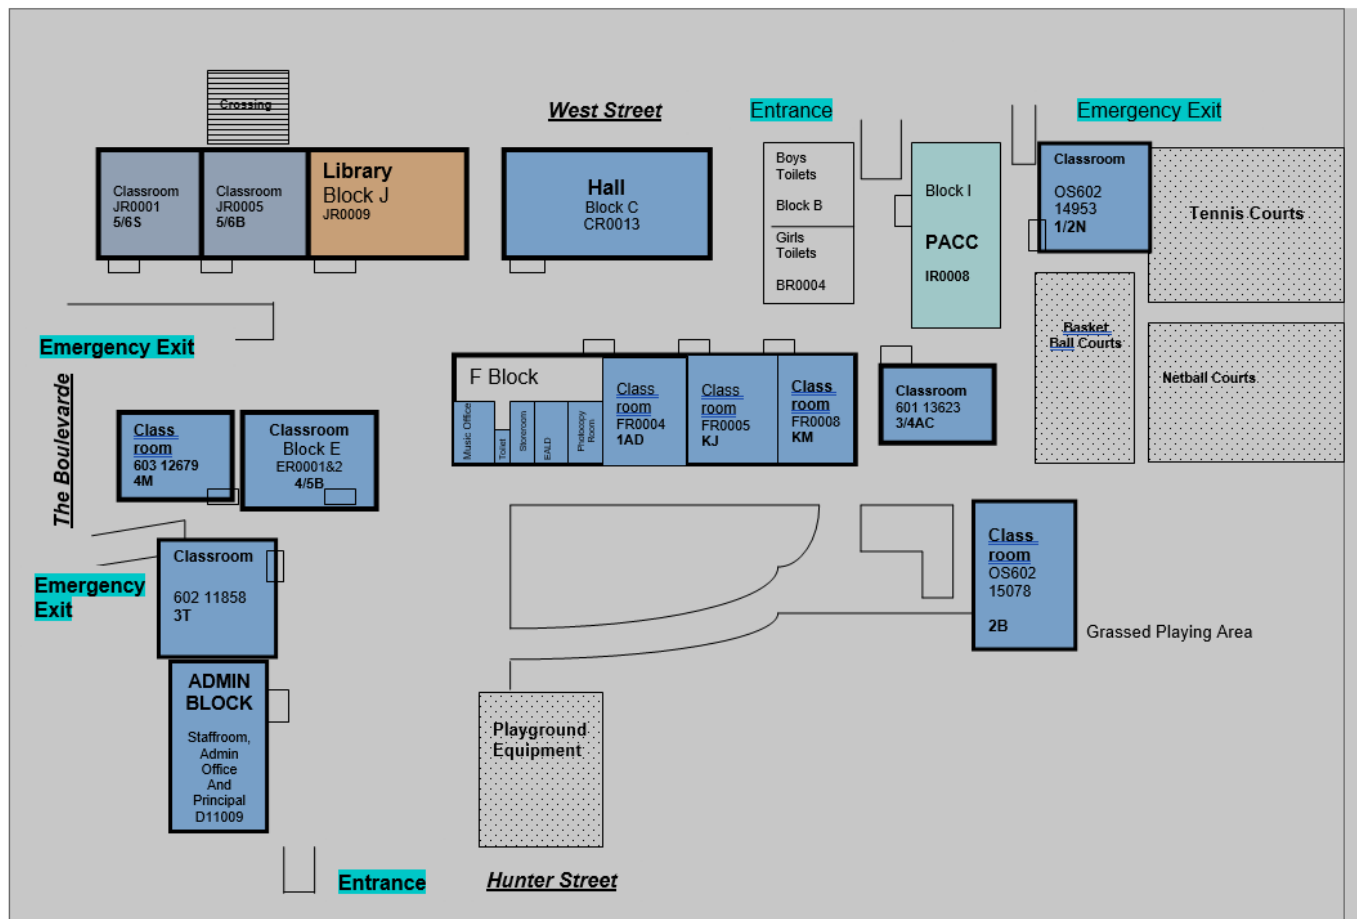 Crossing
West Street
Entrance
Emergency Exit
Classroom
JR0001
5/6S
Classroom
JR0005
5/6B
Library
Block J
JR0009
Hall
Block C
CR0013
Boys
Toilets
Block B
Girls
Toilets
BR0004
Block I
PACC
IR0008
Classroom
OS602
14953
1/2N
Tennis Courts
Emergency Exit
The Boulevarde
F Block
Music Office
Toilet
Storeroom
EALD
Photocopy
Room
Class
room
FR0004
1AD
Class
room
FR0005
KJ
Class
room
FR0008
KM
Classroom
601 13623
3/4AC
Basket
Ball Courts
Netball Courts
Class
room
603 12679
4M
Classroom
Block E
ER0001&2
4/5B
Emergency
Exit
Classroom
602 11858
3T
Class
room
OS602
15078
2B
Grassed Playing Area
ADMIN
BLOCK
Staffroom,
Admin
Office
And
Principal
D11009
Playground
Equipment
Entrance
Hunter Street